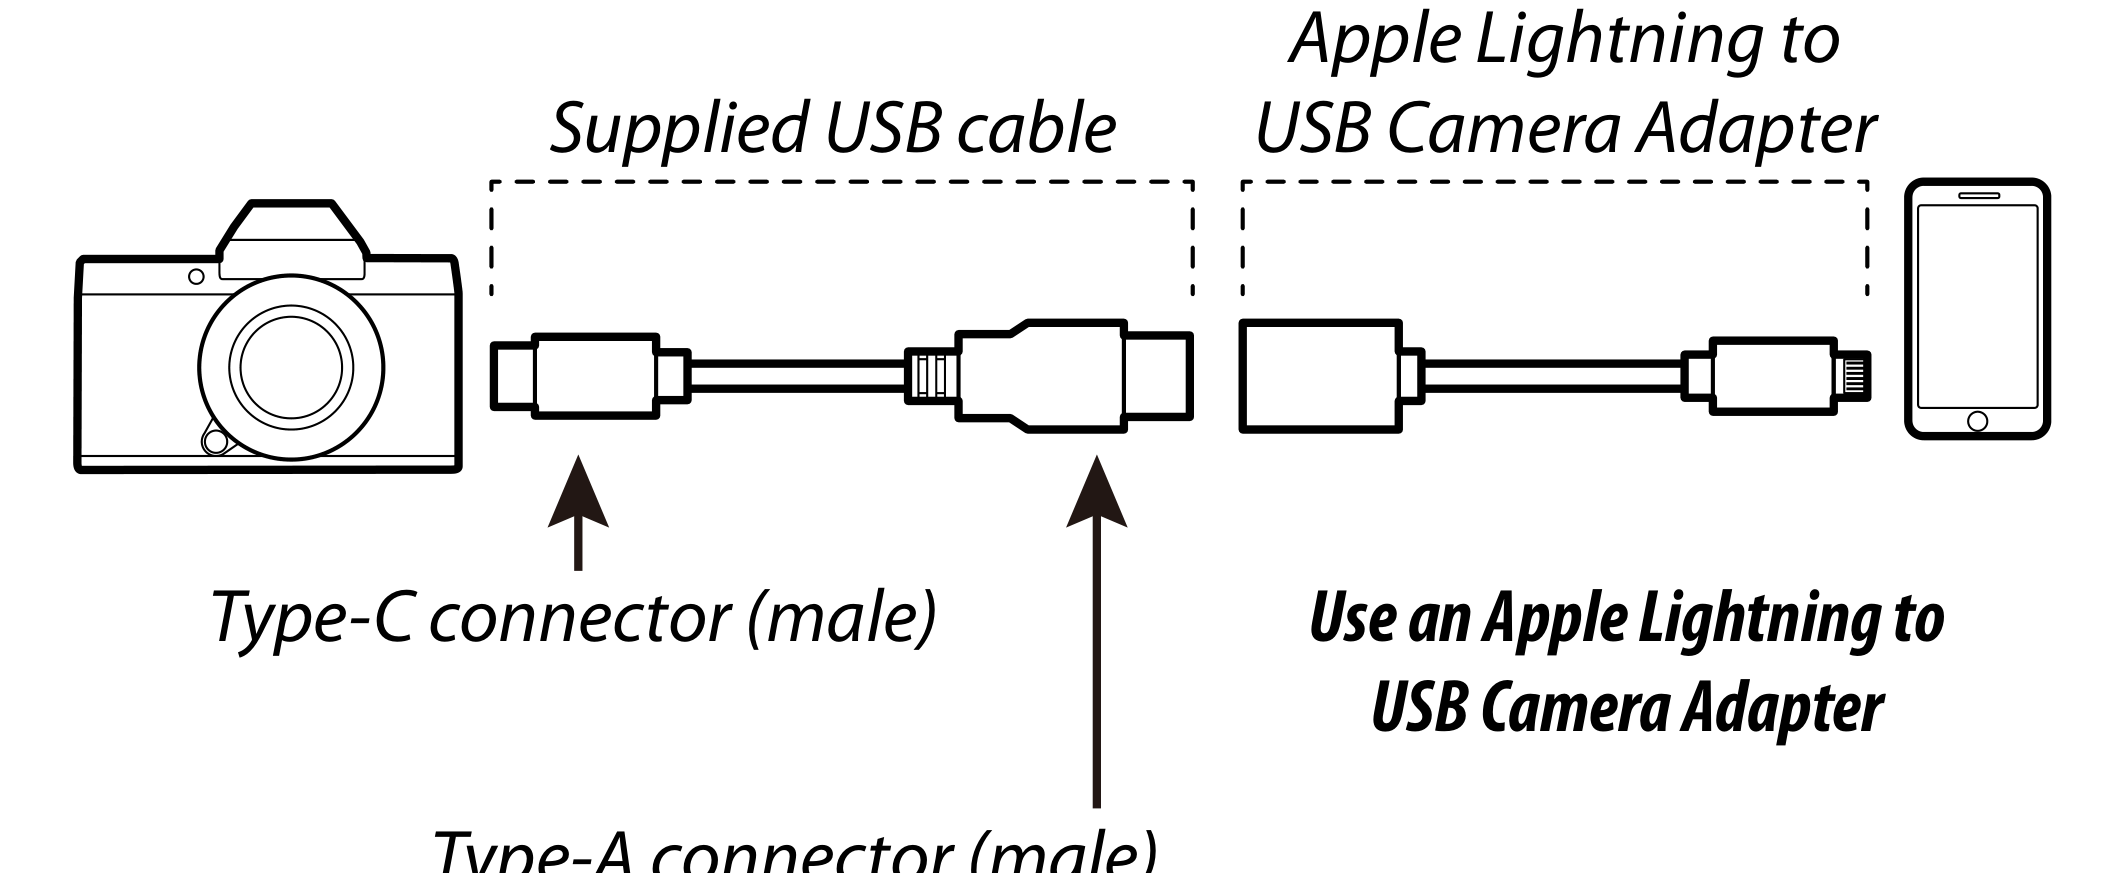 Apple Lightning to
USB Camera Adapter
Supplied USB cable
Type-C connector (male)
Use an Apple Lightning to
USB Camera Adapter
Type-A connector (male)